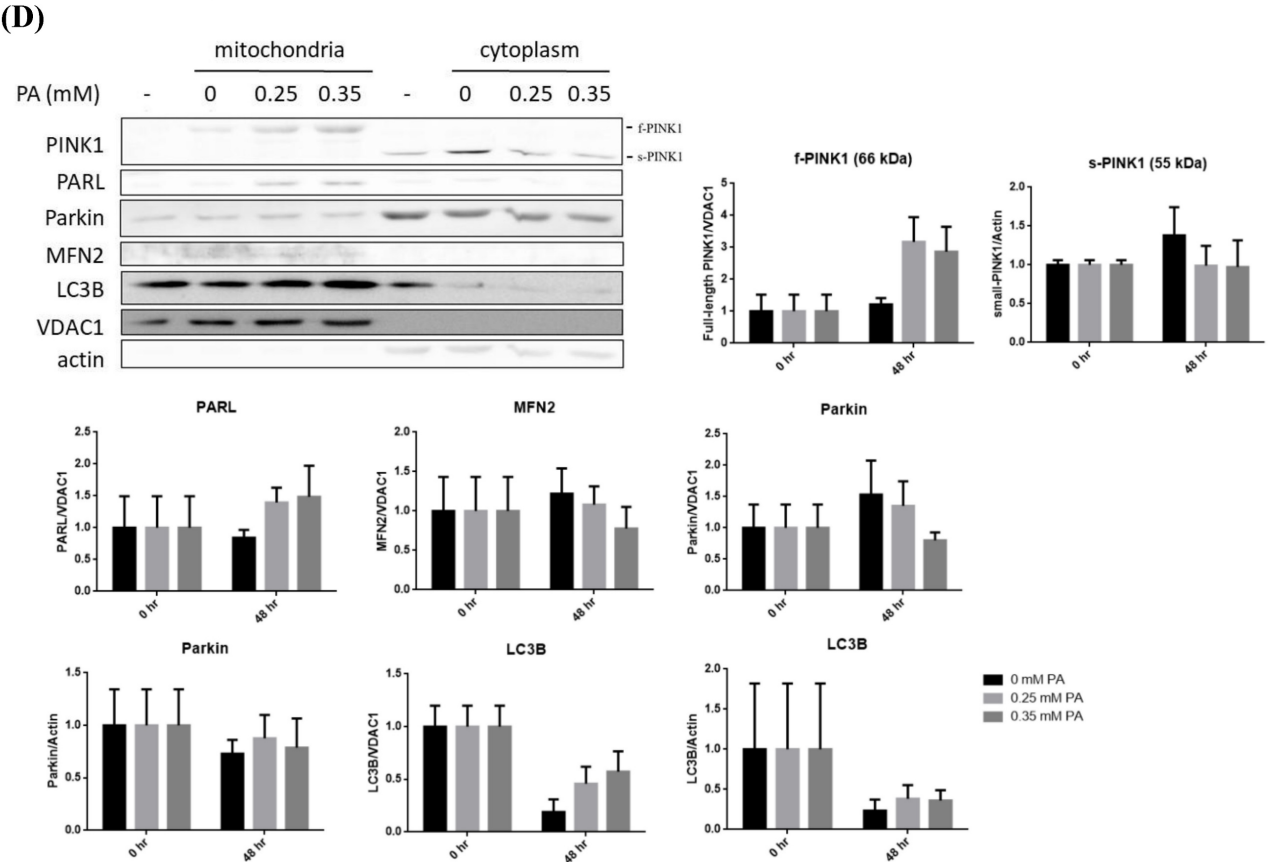 (D)
mitochondria cytoplasm
PA (mM) - 0 0.25 0.35 - 0 0.25 0.35
PINK1
- f-PINK1
- s-PINK1
PARL
Parkin
MFN2
LC3B
VDAC1
actin
f-PINK1 (66 kDa)
Full-length PINK1/VDAC1
5
4
3
2
1
0
0 hr
48 hr
s-PINK1 (55 kDa)
small-PINK1/Actin
2.0
1.5
1.0
0.5
0.0
0 hr
48 hr
PARL
PARL/VDAC1
2.5
2.0
1.5
1.0
0.5
0.0
0 hr
48 hr
MFN2
MFN2/VDAC1
2.0
1.5
1.0
0.5
0.0
0 hr
48 hr
Parkin
Parkin/VDAC1
2.5
2.0
1.5
1.0
0.5
0.0
0 hr
48 hr
Parkin
Parkin/Actin
1.5
1.0
0.5
0.0
0 hr
48 hr
LC3B
LC3B/VDAC1
1.5
1.0
0.5
0.0
0 hr
48 hr
LC3B
LC3B/Actin
2.0
1.5
1.0
0.5
0.0
0 hr
48 hr
0 mM PA
0.25 mM PA
0.35 mM PA